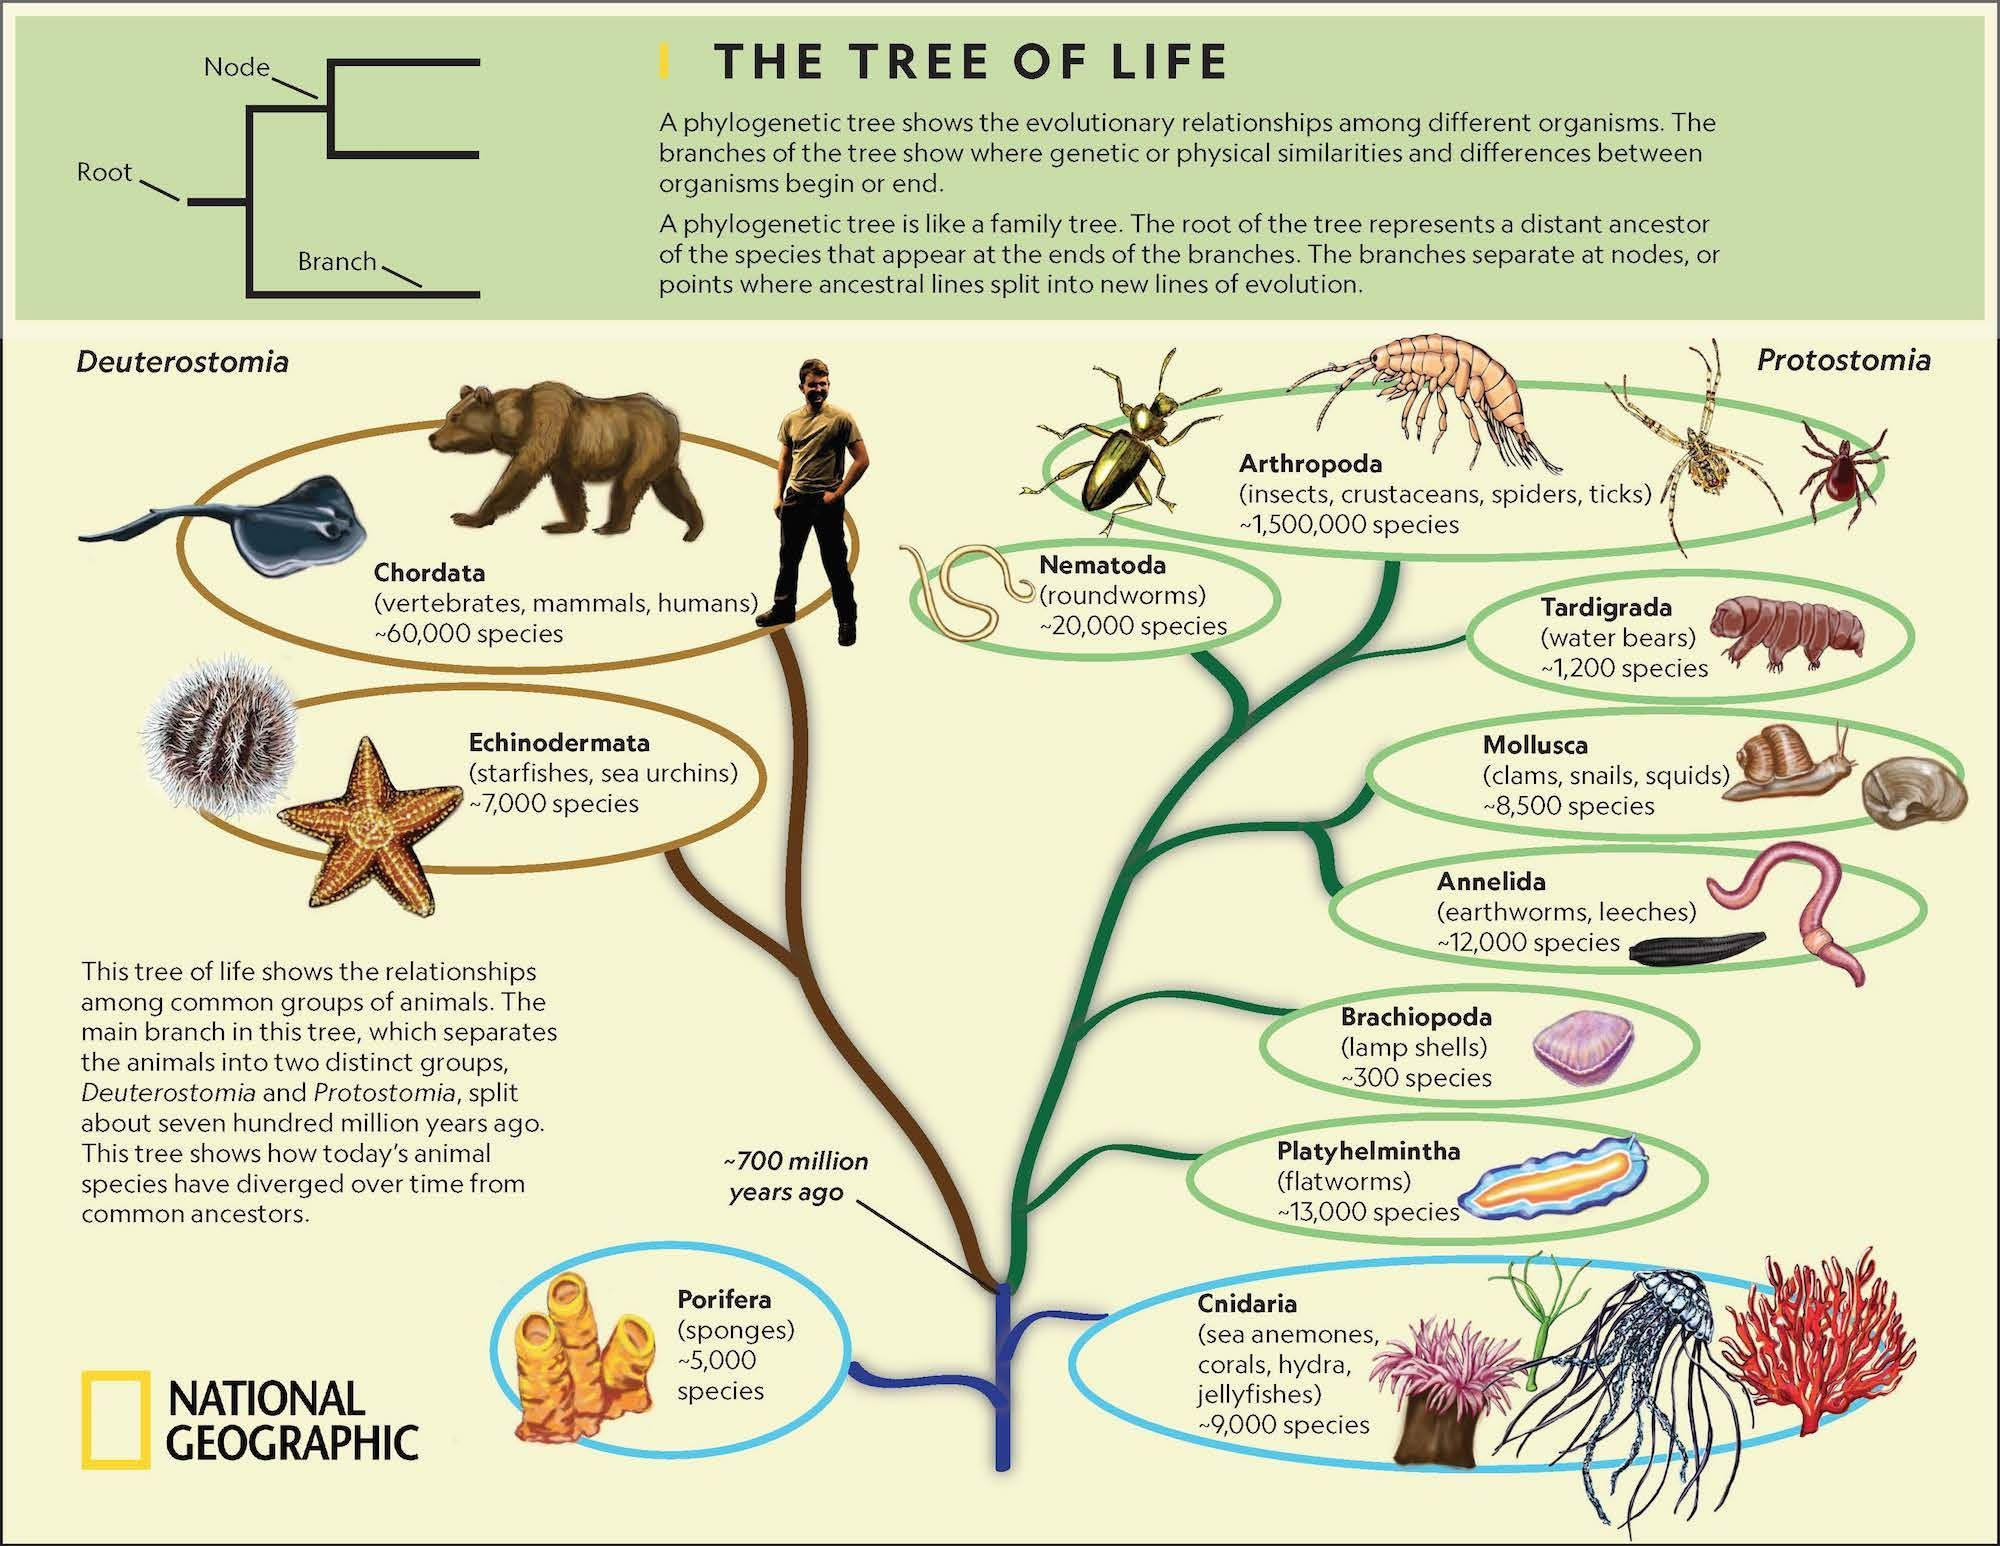 Node
Root
Branch
THE TREE OF LIFE
A phylogenetic tree shows the evolutionary relationships among different organisms. The
branches of the tree show where genetic or physical similarities and differences between
organisms begin or end.
A phylogenetic tree is like a family tree. The root of the tree represents a distant ancestor
of the species that appear at the ends of the branches. The branches separate at nodes, or
points where ancestral lines split into new lines of evolution.
Deuterostomia
Protostomia
Chordata
(vertebrates, mammals, humans)
~60,000 species
Echinodermata
(starfishes, sea urchins)
~7,000 species
Arthropoda
(insects, crustaceans, spiders, ticks)
~1,500,000 species
Nematoda
(roundworms)
~20,000 species
Tardigrada
(water bears)
~1,200 species
Mollusca
(clams, snails, squids)
~8,500 species
Annelida
(earthworms, leeches)
~12,000 species
Brachiopoda
(lamp shells)
~300 species
Platyhelmintha
(flatworms)
~13,000 species
This tree of life shows the relationships
among common groups of animals. The
main branch in this tree, which separates
the animals into two distinct groups,
Deuterostomia and Protostomia, split
about seven hundred million years ago.
This tree shows how today's animal
species have diverged over time from
common ancestors.
~700 million
years ago
Porifera
(sponges)
~5,000
species
Cnidaria
(sea anemones,
corals, hydra,
jellyfishes)
~9,000 species
NATIONAL
GEOGRAPHIC